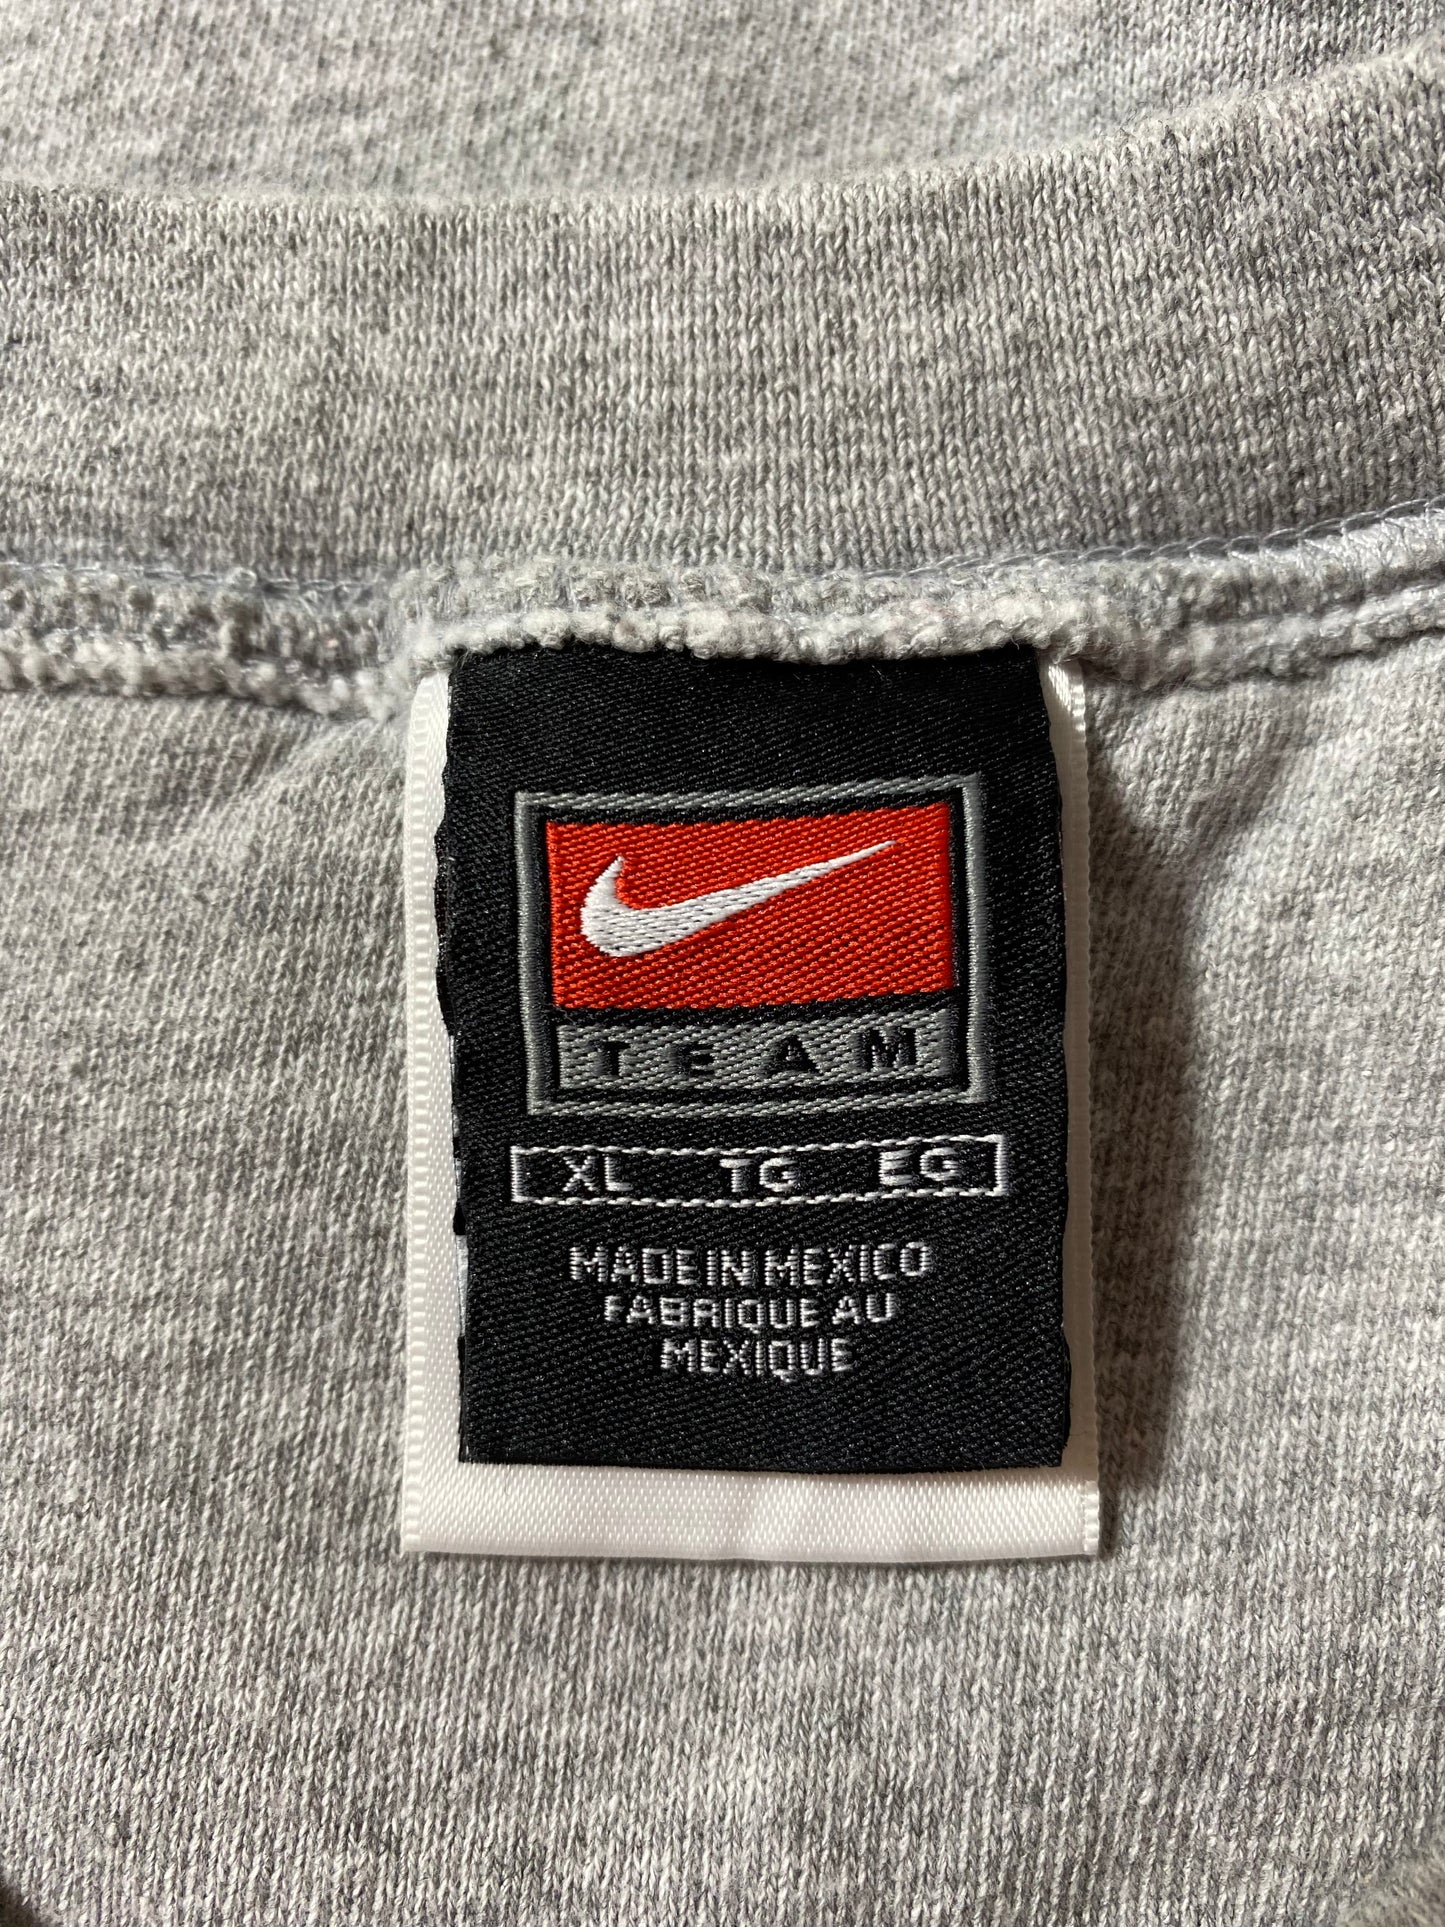 TEAM
XL TG EG
MADE IN MEXICO
FABRIQUE AU
MEXIQUE